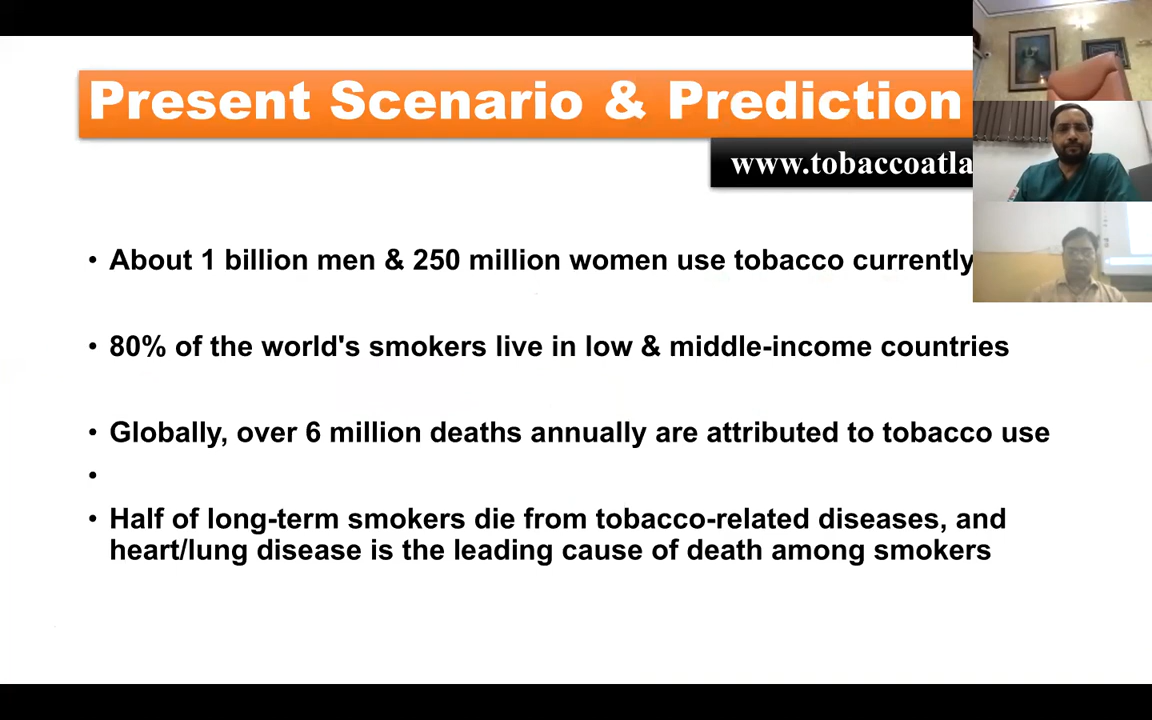 Present Scenario & Prediction
www.tobaccoatla
• About 1 billion men & 250 million women use tobacco currently
• 80% of the world's smokers live in low & middle-income countries
• Globally, over 6 million deaths annually are attributed to tobacco use
•
• Half of long-term smokers die from tobacco-related diseases, and
heart/lung disease is the leading cause of death among smokers